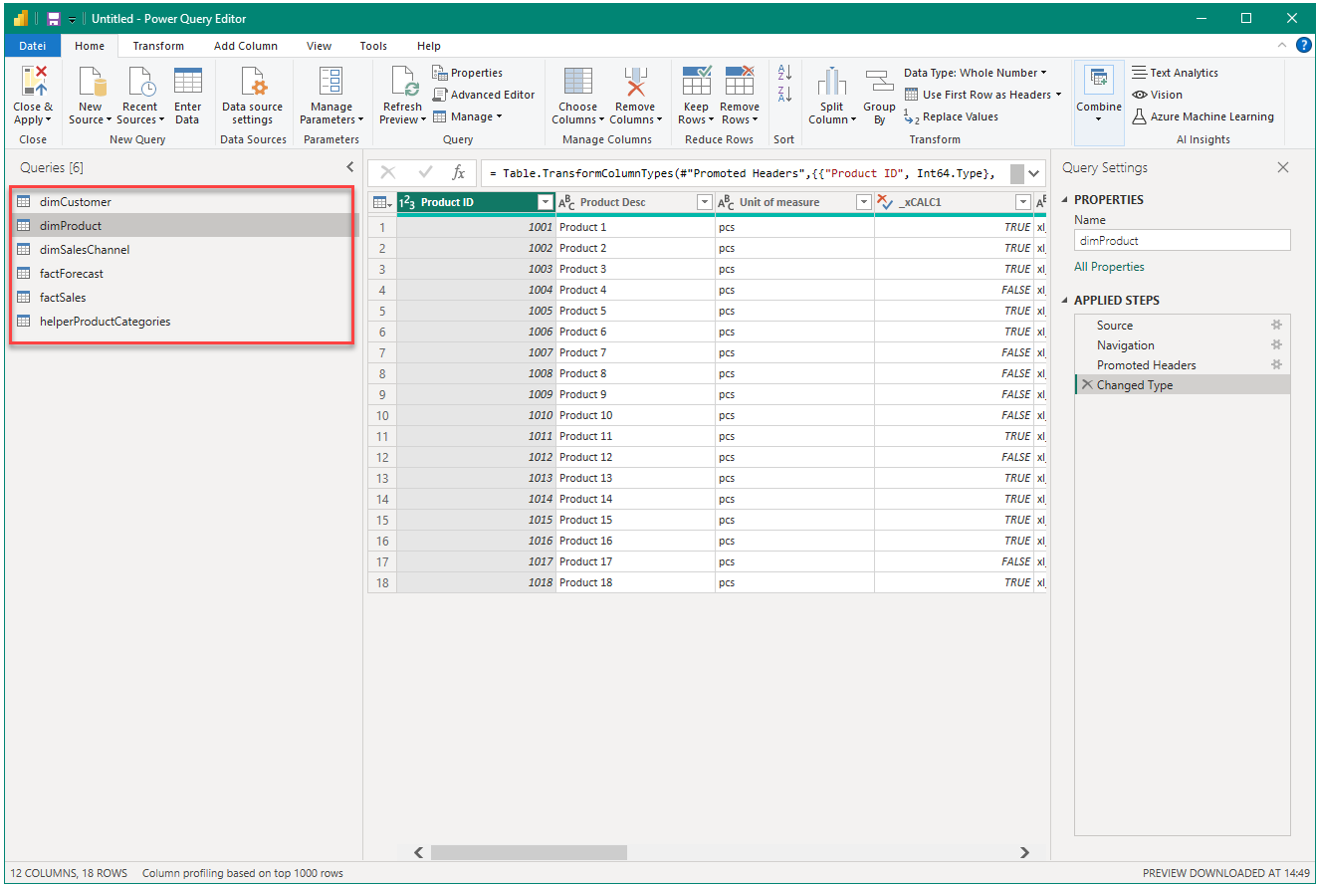 Untitled - Power Query Editor
Datei Home Transform Add Column View Tools Help
Close & Apply
New Source
Recent Sources
Enter Data
Data source settings
Manage Parameters
Refresh Preview
Properties
Advanced Editor
Manage
Choose Columns
Remove Columns
Keep Rows
Remove Rows
A Z
Z A
Split Column
Group By
Data Type: Whole Number
Use First Row as Headers
1 2 Replace Values
Combine
Text Analytics
Vision
Azure Machine Learning
Close New Query Data Sources Parameters Query Manage Columns Reduce Rows Sort Transform AI Insights
Queries [6]
dimCustomer
dimProduct
dimSalesChannel
factForecast
factSales
helperProductCategories
fx = Table.TransformColumnTypes(#"Promoted Headers",{{"Product ID", Int64.Type},
123 Product ID ABC Product Desc ABC Unit of measure _xCALC1 AB
1 1001 Product 1 pcs TRUE xl
2 1002 Product 2 pcs TRUE xl
3 1003 Product 3 pcs TRUE xl
4 1004 Product 4 pcs FALSE xl
5 1005 Product 5 pcs TRUE xl
6 1006 Product 6 pcs TRUE xl
7 1007 Product 7 pcs FALSE xl
8 1008 Product 8 pcs FALSE xl
9 1009 Product 9 pcs FALSE xl
10 1010 Product 10 pcs FALSE xl
11 1011 Product 11 pcs TRUE xl
12 1012 Product 12 pcs FALSE xl
13 1013 Product 13 pcs TRUE xl
14 1014 Product 14 pcs TRUE xl
15 1015 Product 15 pcs TRUE xl
16 1016 Product 16 pcs TRUE xl
17 1017 Product 17 pcs FALSE xl
18 1018 Product 18 pcs TRUE xl
Query Settings
PROPERTIES
Name
dimProduct
All Properties
APPLIED STEPS
Source
Navigation
Promoted Headers
Changed Type
12 COLUMNS, 18 ROWS Column profiling based on top 1000 rows PREVIEW DOWNLOADED AT 14:49